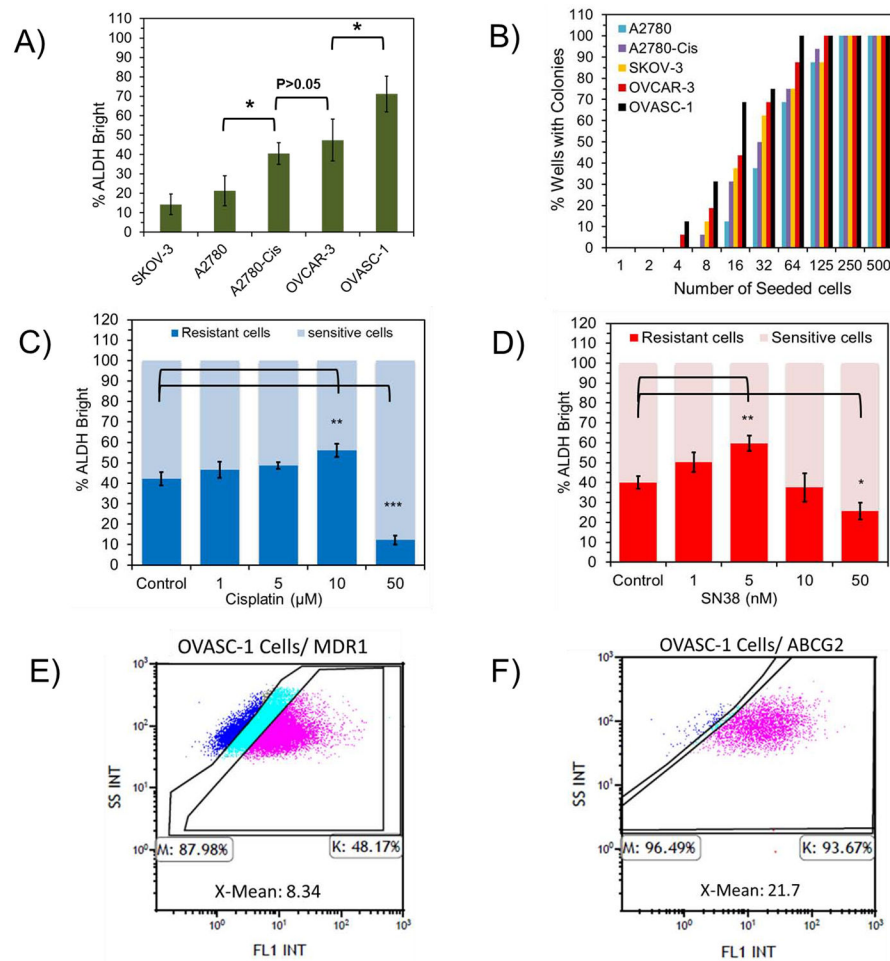 A)
% ALDH Bright
100
90
80
70
60
50
40
30
20
10
0
*
P>0.05
*
SKOV-3
A2780
A2780-Cis
OVCAR-3
OVASC-1
B)
% Wells with Colonies
110
100
90
80
70
60
50
40
30
20
10
0
A2780
A2780-Cis
SKOV-3
OVCAR-3
OVASC-1
1 2 4 8 16 32 64 125 250 500
Number of Seeded cells
C)
% ALDH Bright
120
110
100
90
80
70
60
50
40
30
20
10
0
Resistant cells sensitive cells
**
***
Control 1 5 10 50
Cisplatin (µM)
D)
% ALDH Bright
120
110
100
90
80
70
60
50
40
30
20
10
0
Resistant cells Sensitive cells
**
*
Control 1 5 10 50
SN38 (nM)
E)
OVASC-1 Cells/ MDR1
SS INT
10³
10²
10¹
10⁰
M: 87.98% K: 48.17%
X-Mean: 8.34
10⁰ 10¹ 10² 10³
FL1 INT
F)
OVASC-1 Cells/ ABCG2
SS INT
10³
10²
10¹
10⁰
M: 96.49% K: 93.67%
X-Mean: 21.7
10⁰ 10¹ 10² 10³
FL1 INT